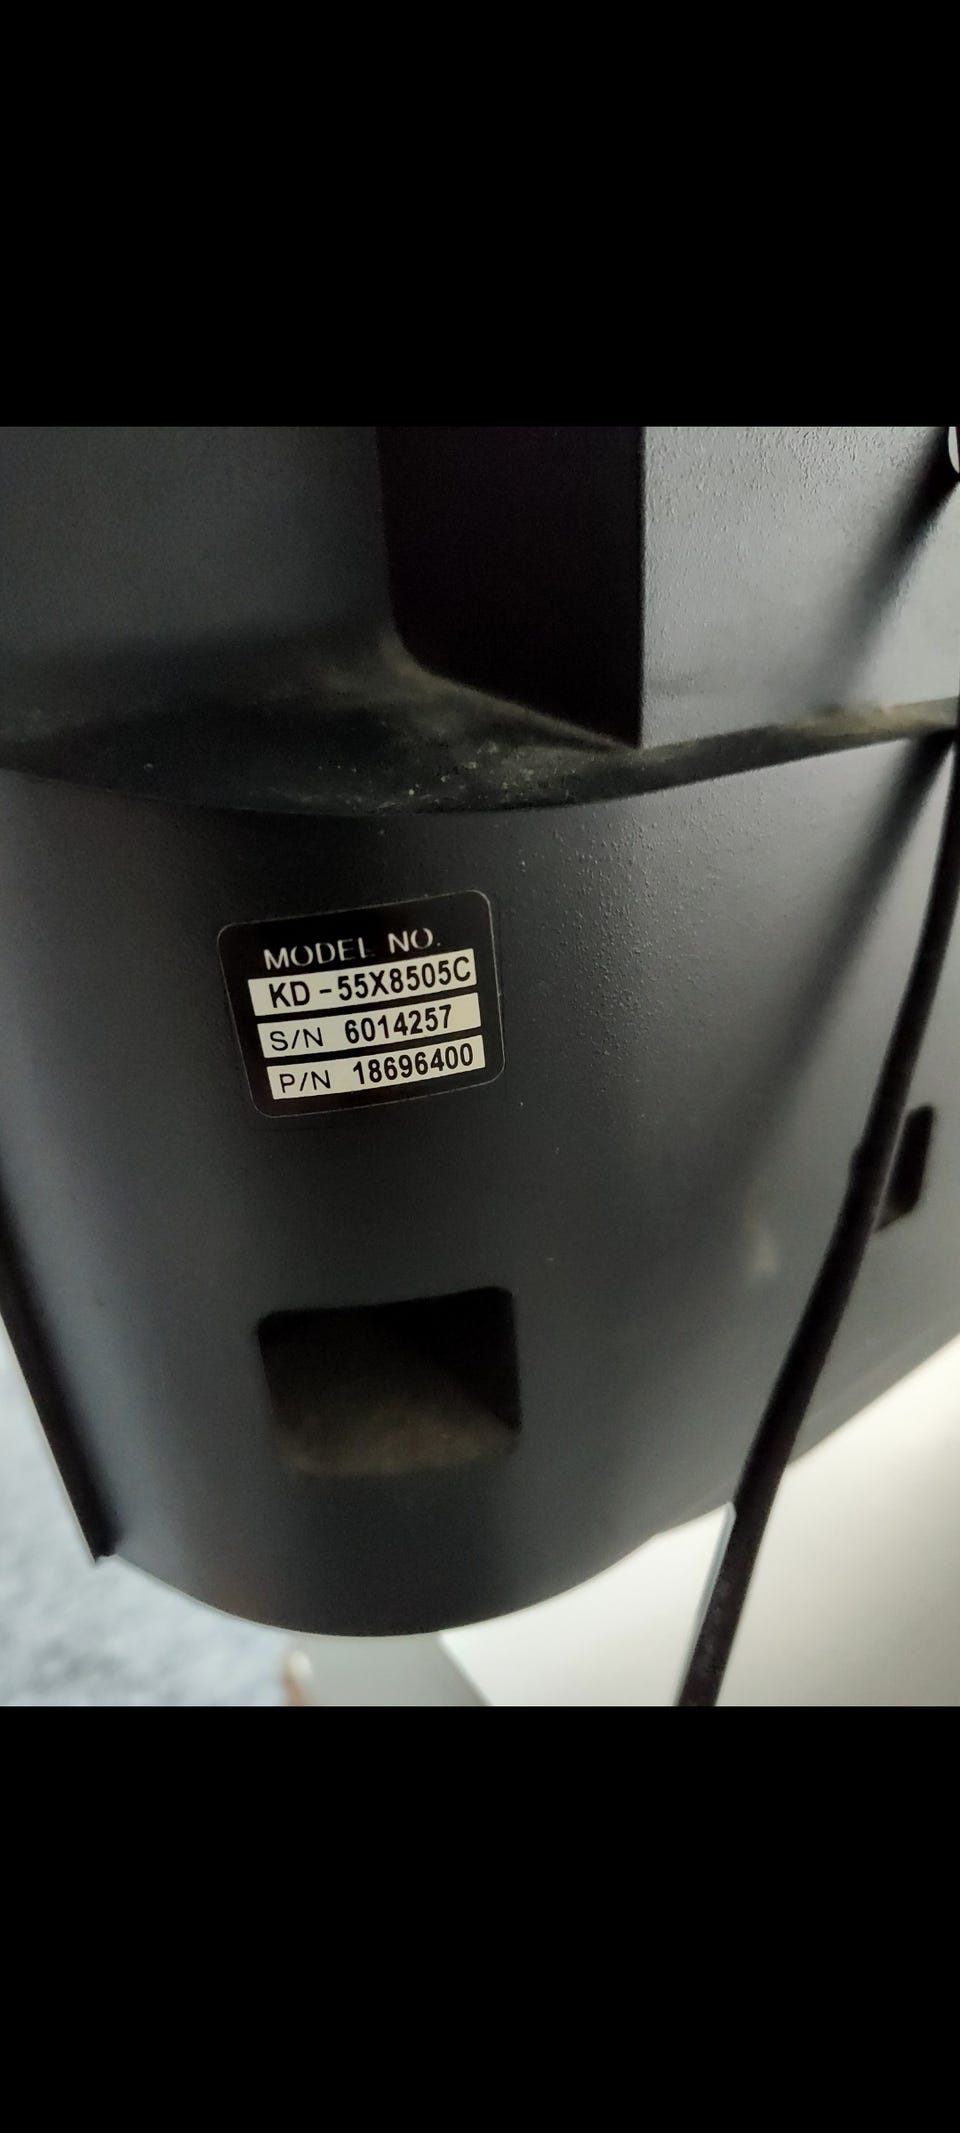 MODEL NO.
KD-55X8505C
S/N 6014257
P/N 18696400